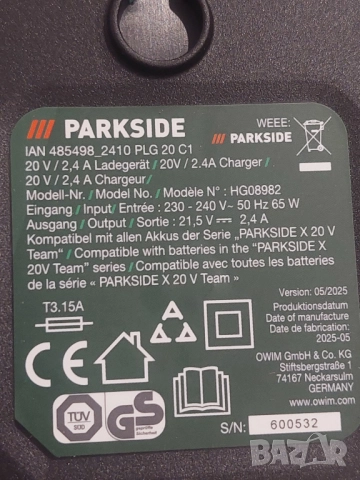 /// PARKSIDE
WEEE:
/// PARKSIDE
IAN 485498_2410 PLG 20 C1
20 V / 2,4 A Ladegerät / 20V / 2.4A Charger /
20 V / 2,4 A Chargeur/
Modell-Nr. / Model No. / Modèle N° : HG08982
Eingang / Input/ Entrée : 230 - 240 V~ 50 Hz 65 W
Ausgang / Output / Sortie : 21,5 V⎓ 2,4 A
Kompatibel mit allen Akkus der Serie „PARKSIDE X 20 V
Team“ / Compatible with batteries in the "PARKSIDE X
20V Team" series / Compatible avec toutes les batteries
de la série « PARKSIDE X 20 V Team »
T3.15A
Version: 05/2025
Produktionsdatum
Date of manufacture
Date de fabrication:
2025-05
OWIM GmbH & Co. KG
Stiftsbergstraße 1
74167 Neckarsulm
GERMANY
www.owim.com
CE
TÜV
SÜD
GS
geprüfte
Sicherheit
S/N: 600532
BAZAR